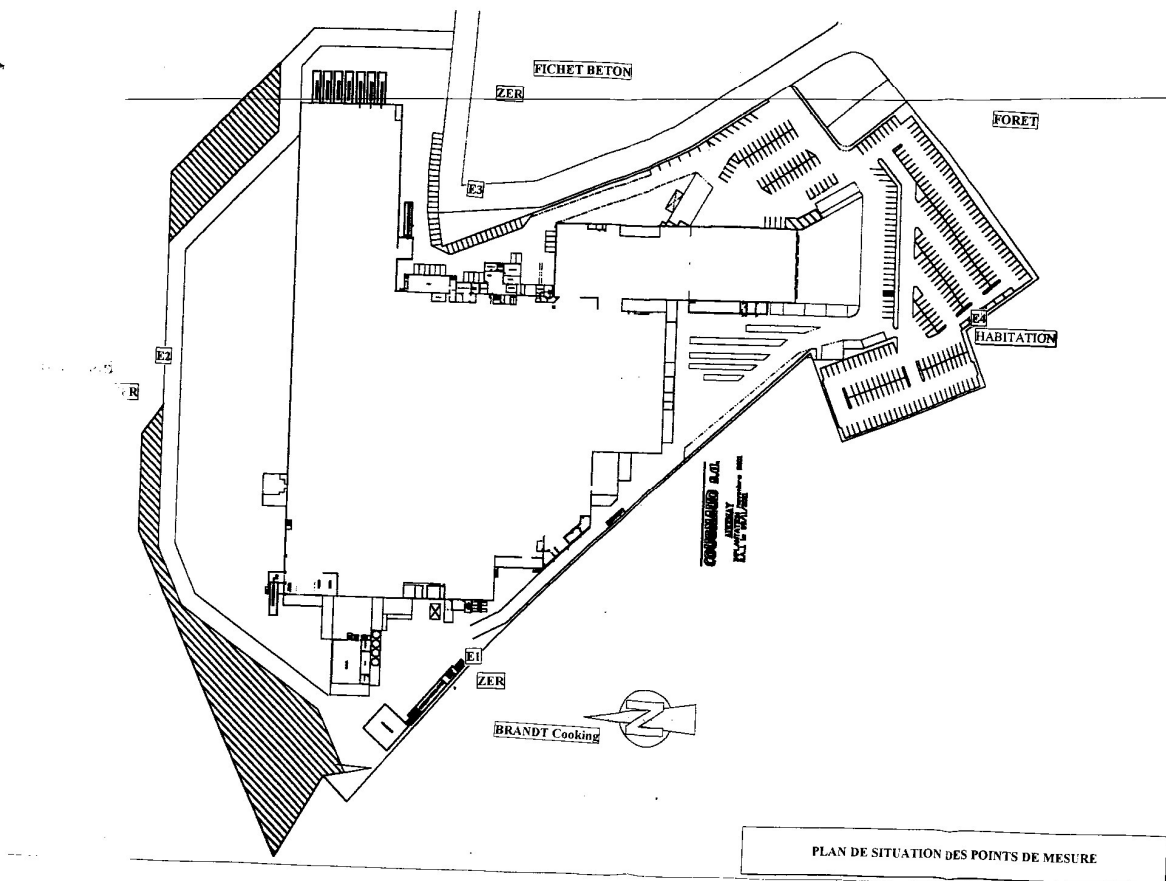 FICHET BETON
ZER
FORET
E3
E4
HABITATION
E2
R
E1
ZER
BRANDT Cooking
N
PLAN DE SITUATION DES POINTS DE MESURE